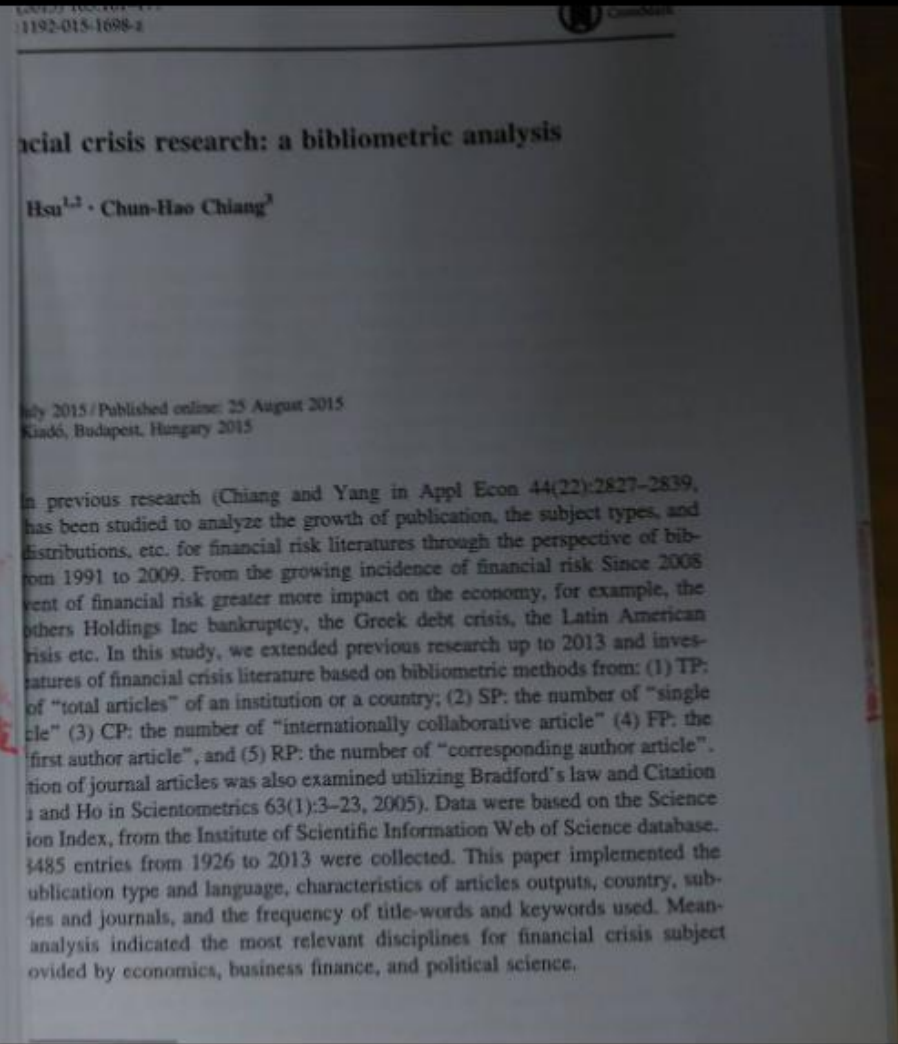 1192-015-1698-z
ncial crisis research: a bibliometric analysis
Hsu1,2 · Chun-Hao Chiang3
uly 2015 / Published online: 25 August 2015
Kiadó, Budapest, Hungary 2015
In previous research (Chiang and Yang in Appl Econ 44(22):2827–2839,
has been studied to analyze the growth of publication, the subject types, and
distributions, etc. for financial risk literatures through the perspective of bib-
rom 1991 to 2009. From the growing incidence of financial risk Since 2008
vent of financial risk greater more impact on the economy, for example, the
others Holdings Inc bankruptcy, the Greek debt crisis, the Latin American
risis etc. In this study, we extended previous research up to 2013 and inves-
eatures of financial crisis literature based on bibliometric methods from: (1) TP:
of “total articles” of an institution or a country; (2) SP: the number of “single
cle” (3) CP: the number of “internationally collaborative article” (4) FP: the
“first author article”, and (5) RP: the number of “corresponding author article”.
tion of journal articles was also examined utilizing Bradford’s law and Citation
and Ho in Scientometrics 63(1):3–23, 2005). Data were based on the Science
ion Index, from the Institute of Scientific Information Web of Science database.
8485 entries from 1926 to 2013 were collected. This paper implemented the
ublication type and language, characteristics of articles outputs, country, sub-
ies and journals, and the frequency of title-words and keywords used. Mean-
analysis indicated the most relevant disciplines for financial crisis subject
ovided by economics, business finance, and political science.